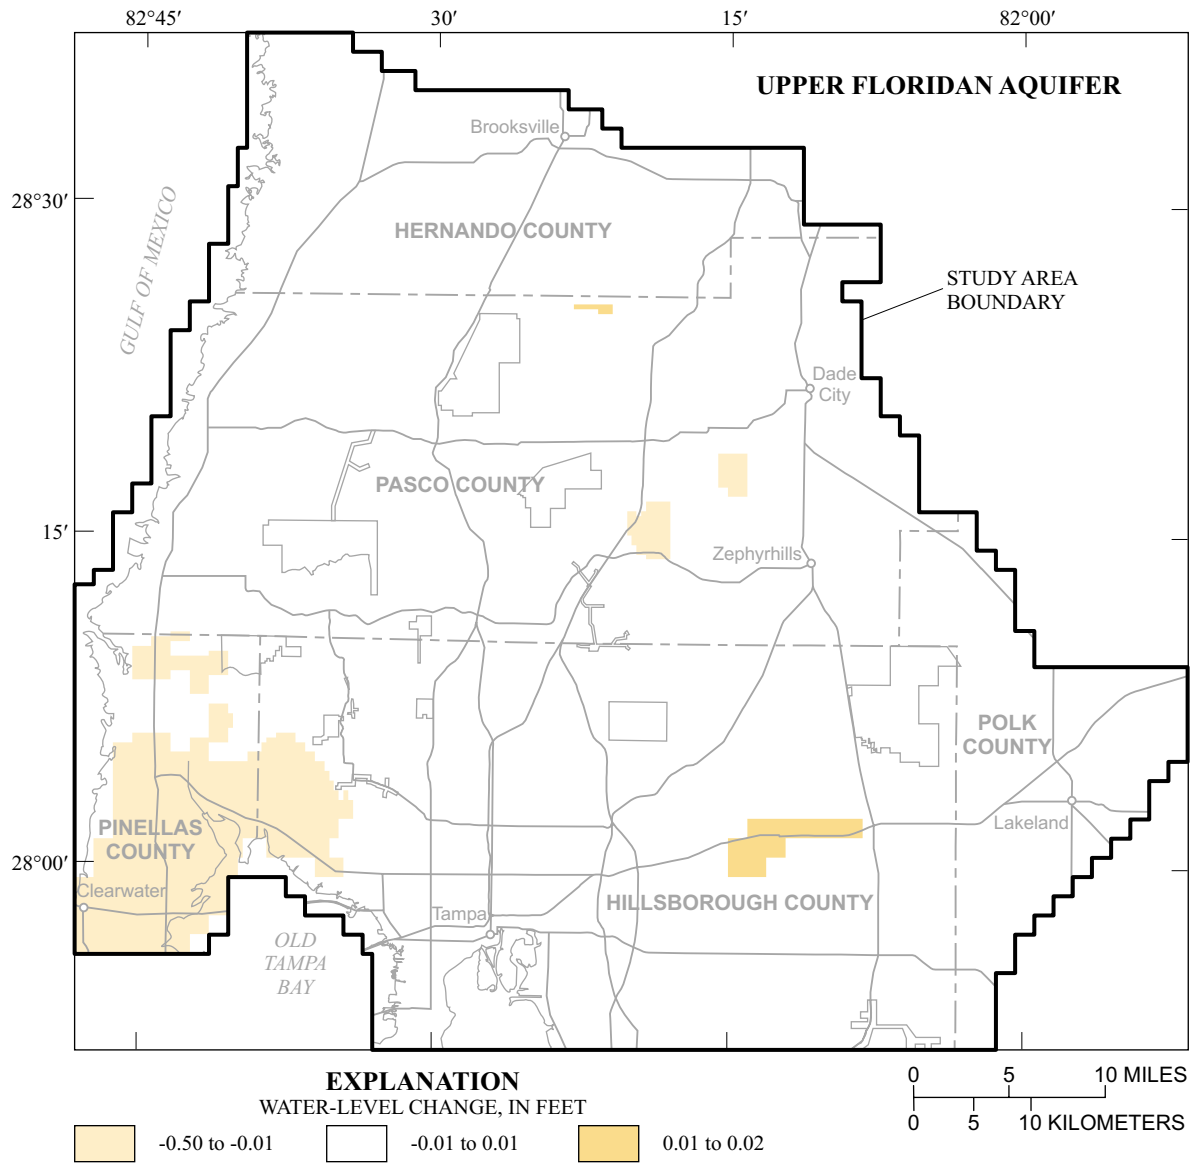 82°45′ 30′ 15′ 82°00′
UPPER FLORIDAN AQUIFER
Brooksville
28°30′
HERNANDO COUNTY
GULF OF MEXICO
STUDY AREA
BOUNDARY
Dade
City
PASCO COUNTY
15′
Zephyrhills
POLK
COUNTY
PINELLAS
COUNTY
Lakeland
28°00′
Clearwater
HILLSBOROUGH COUNTY
Tampa
OLD
TAMPA
BAY
EXPLANATION
WATER-LEVEL CHANGE, IN FEET
-0.50 to -0.01
-0.01 to 0.01
0.01 to 0.02
0 5 10 MILES
0 5 10 KILOMETERS